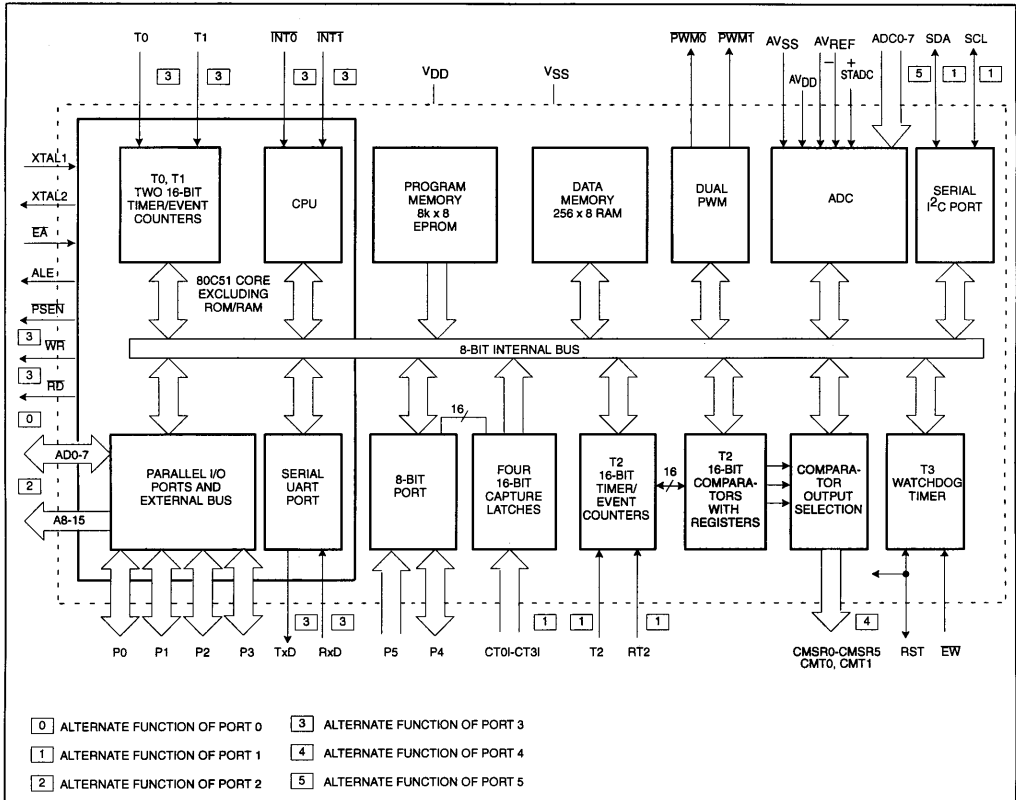 T0 T1 INT0 INT1 PWM0 PWM1 AVSS AVREF ADC0-7 SDA SCL
3 3 3 3 VDD VSS AVDD − + STADC 5 1 1
XTAL1
XTAL2
EA
ALE
PSEN
3 WR
3 RD
0
AD0-7
2
A8-15
T0, T1
TWO 16-BIT
TIMER/EVENT
COUNTERS
CPU
PROGRAM
MEMORY
8k x 8
EPROM
DATA
MEMORY
256 x 8 RAM
DUAL
PWM
ADC
SERIAL
I2C PORT
80C51 CORE
EXCLUDING
ROM/RAM
8-BIT INTERNAL BUS
PARALLEL I/O
PORTS AND
EXTERNAL BUS
SERIAL
UART
PORT
8-BIT
PORT
16
FOUR
16-BIT
CAPTURE
LATCHES
T2
16-BIT
TIMER/
EVENT
COUNTERS
16
T2
16-BIT
COMPARA-
TORS
WITH
REGISTERS
COMPARA-
TOR
OUTPUT
SELECTION
T3
WATCHDOG
TIMER
3 3 1 1 1 4
P0 P1 P2 P3 TxD RxD P5 P4 CT0I-CT3I T2 RT2 CMSR0-CMSR5 RST EW
CMT0, CMT1
0 ALTERNATE FUNCTION OF PORT 0
1 ALTERNATE FUNCTION OF PORT 1
2 ALTERNATE FUNCTION OF PORT 2
3 ALTERNATE FUNCTION OF PORT 3
4 ALTERNATE FUNCTION OF PORT 4
5 ALTERNATE FUNCTION OF PORT 5